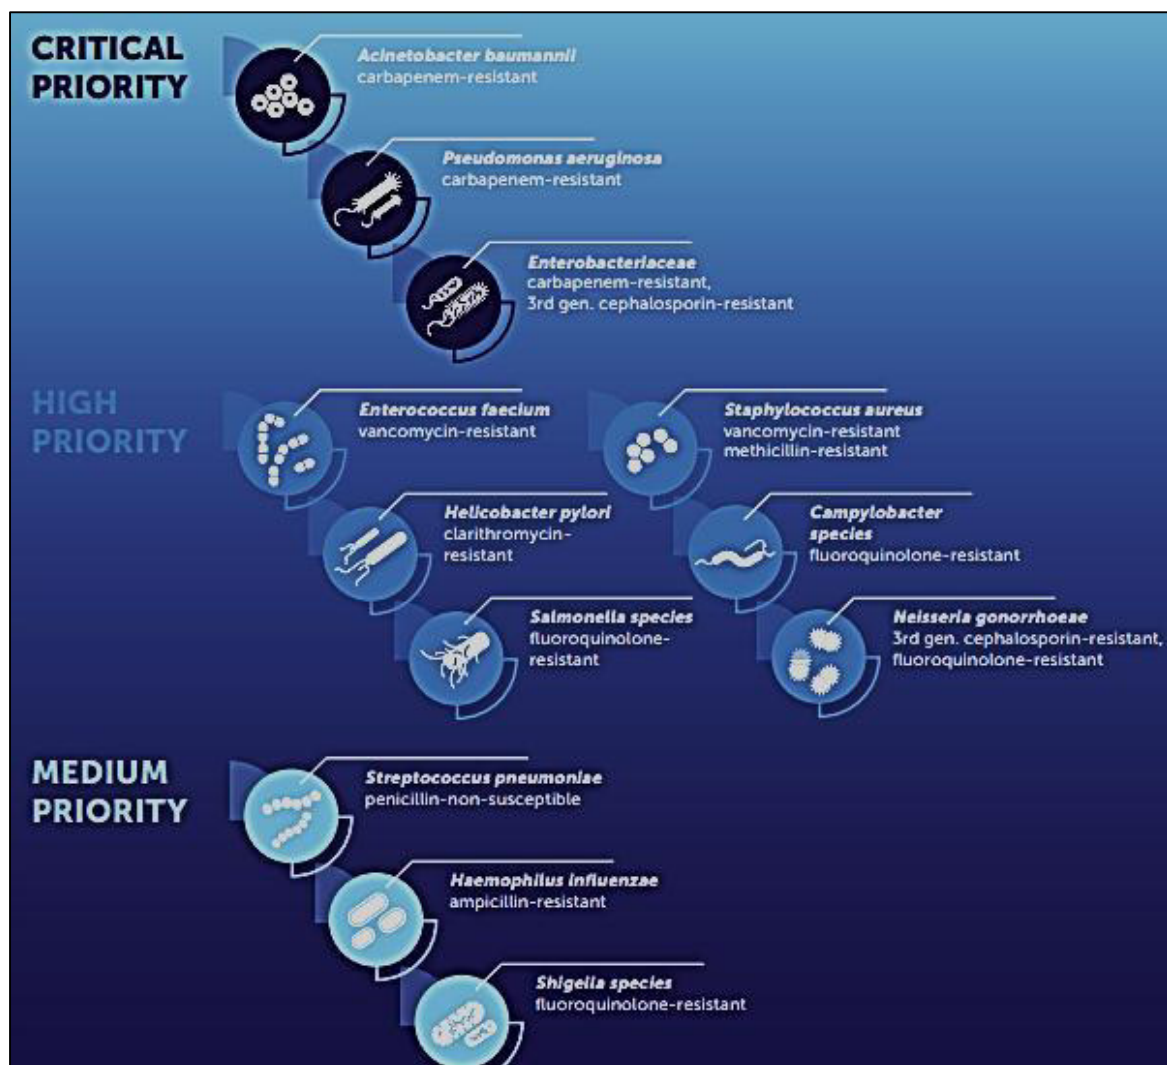 CRITICAL
PRIORITY
Acinetobacter baumannii
carbapenem-resistant
Pseudomonas aeruginosa
carbapenem-resistant
Enterobacteriaceae
carbapenem-resistant,
3rd gen. cephalosporin-resistant
HIGH
PRIORITY
Enterococcus faecium
vancomycin-resistant
Helicobacter pylori
clarithromycin-
resistant
Salmonella species
fluoroquinolone-
resistant
Staphylococcus aureus
vancomycin-resistant
methicillin-resistant
Campylobacter
species
fluoroquinolone-resistant
Neisseria gonorrhoeae
3rd gen. cephalosporin-resistant,
fluoroquinolone-resistant
MEDIUM
PRIORITY
Streptococcus pneumoniae
penicillin-non-susceptible
Haemophilus influenzae
ampicillin-resistant
Shigella species
fluoroquinolone-resistant